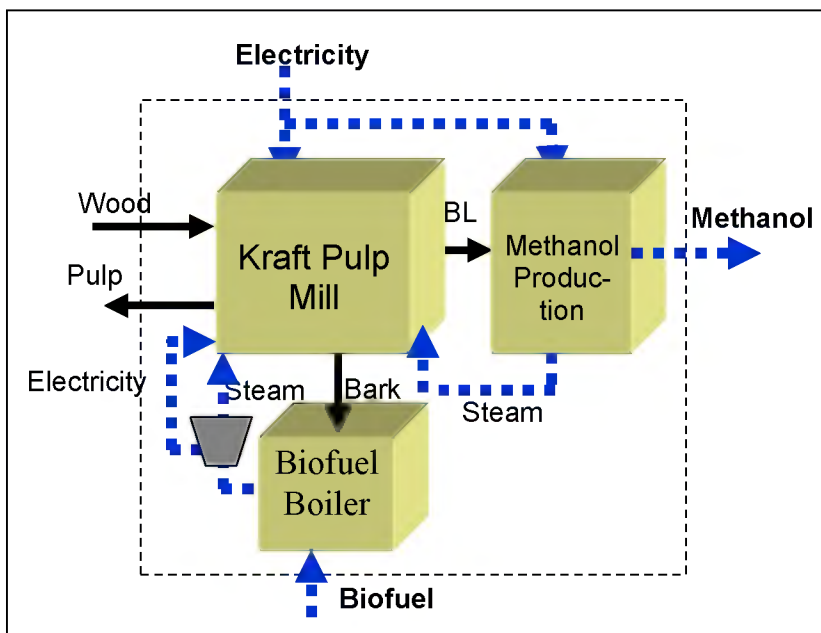 Electricity
Wood
BL
Methanol
Kraft Pulp
Mill
Methanol
Produc-
tion
Pulp
Electricity
Steam
Bark
Steam
Biofuel
Boiler
Biofuel